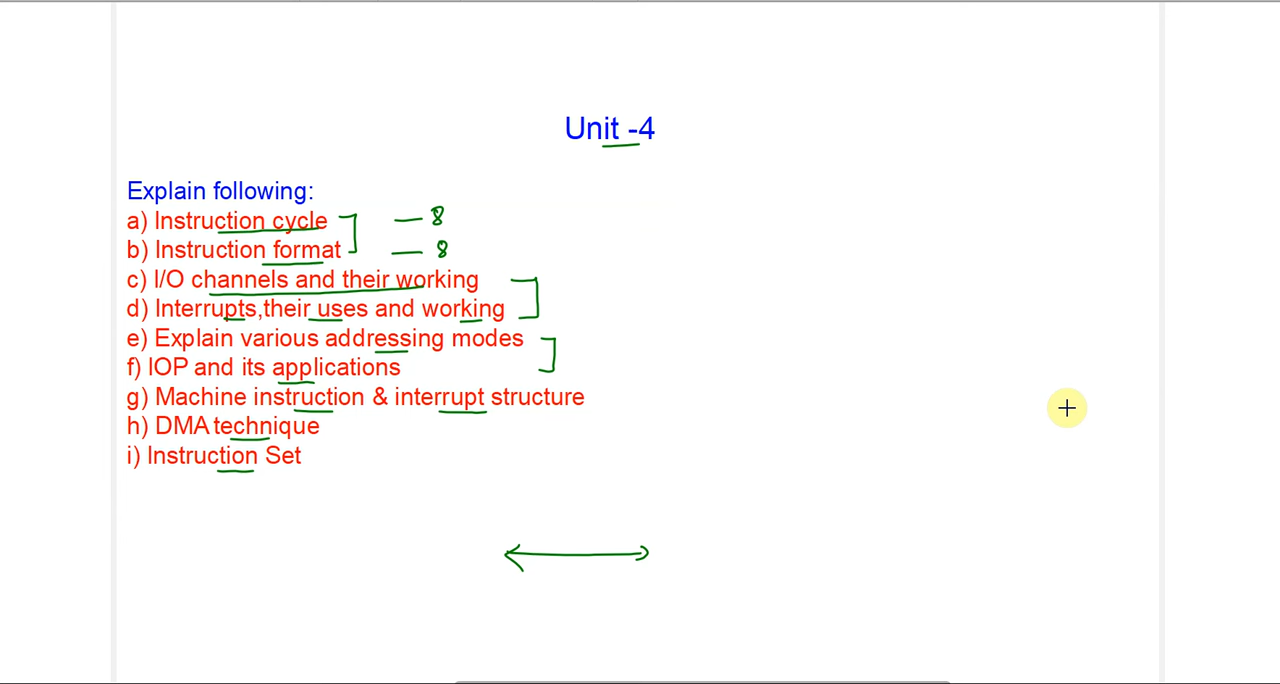 Unit -4
Explain following:
a) Instruction cycle — 8
b) Instruction format — 8
c) I/O channels and their working
d) Interrupts,their uses and working
e) Explain various addressing modes
f) IOP and its applications
g) Machine instruction & interrupt structure
h) DMA technique
i) Instruction Set